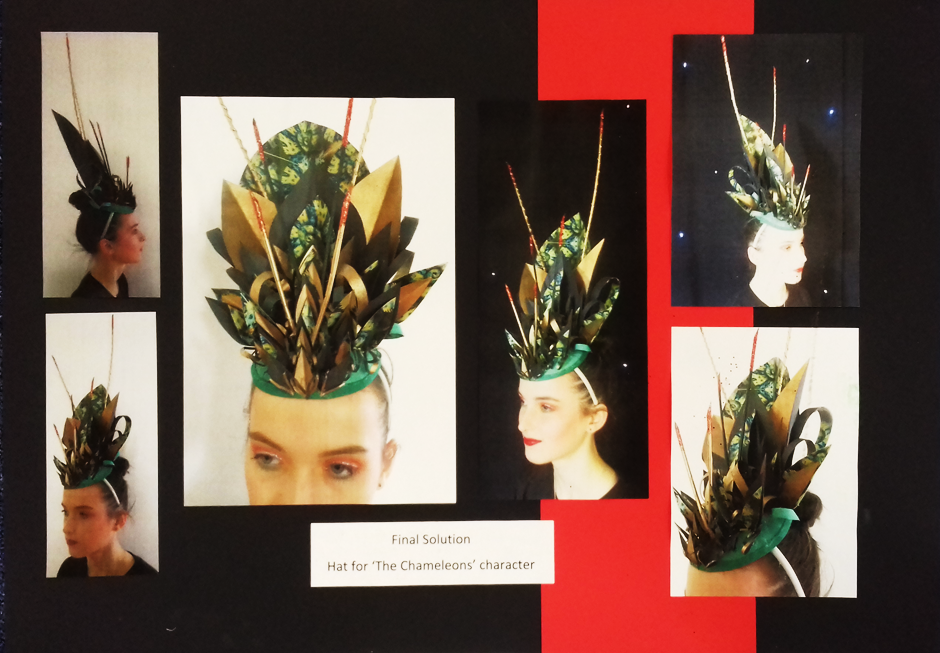 Final Solution
Hat for 'The Chameleons' character